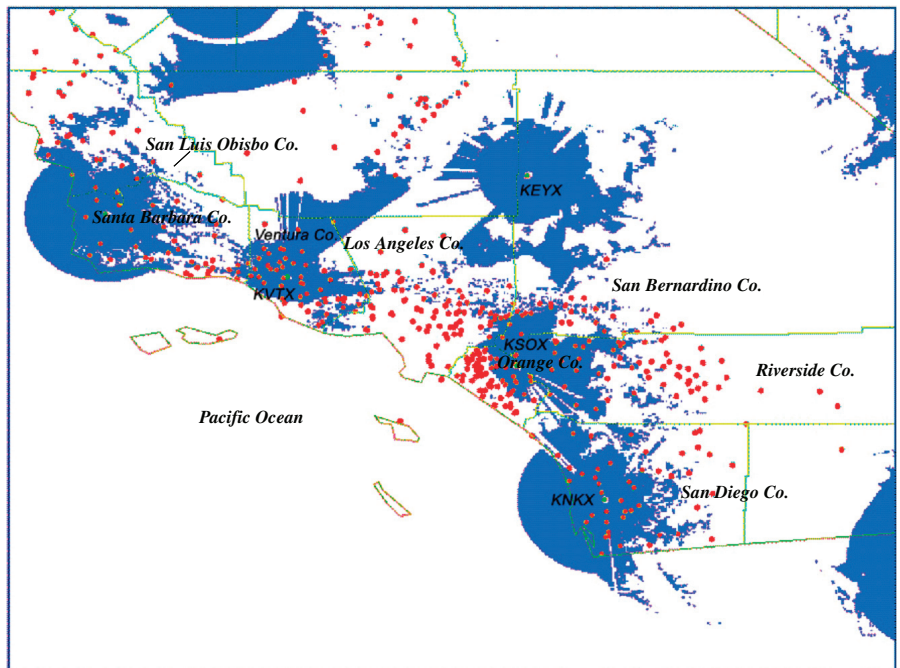 San Luis Obisbo Co.
KEYX
Santa Barbara Co.
Ventura Co.
Los Angeles Co.
San Bernardino Co.
KVTX
KSOX
Orange Co.
Riverside Co.
Pacific Ocean
San Diego Co.
KNKX